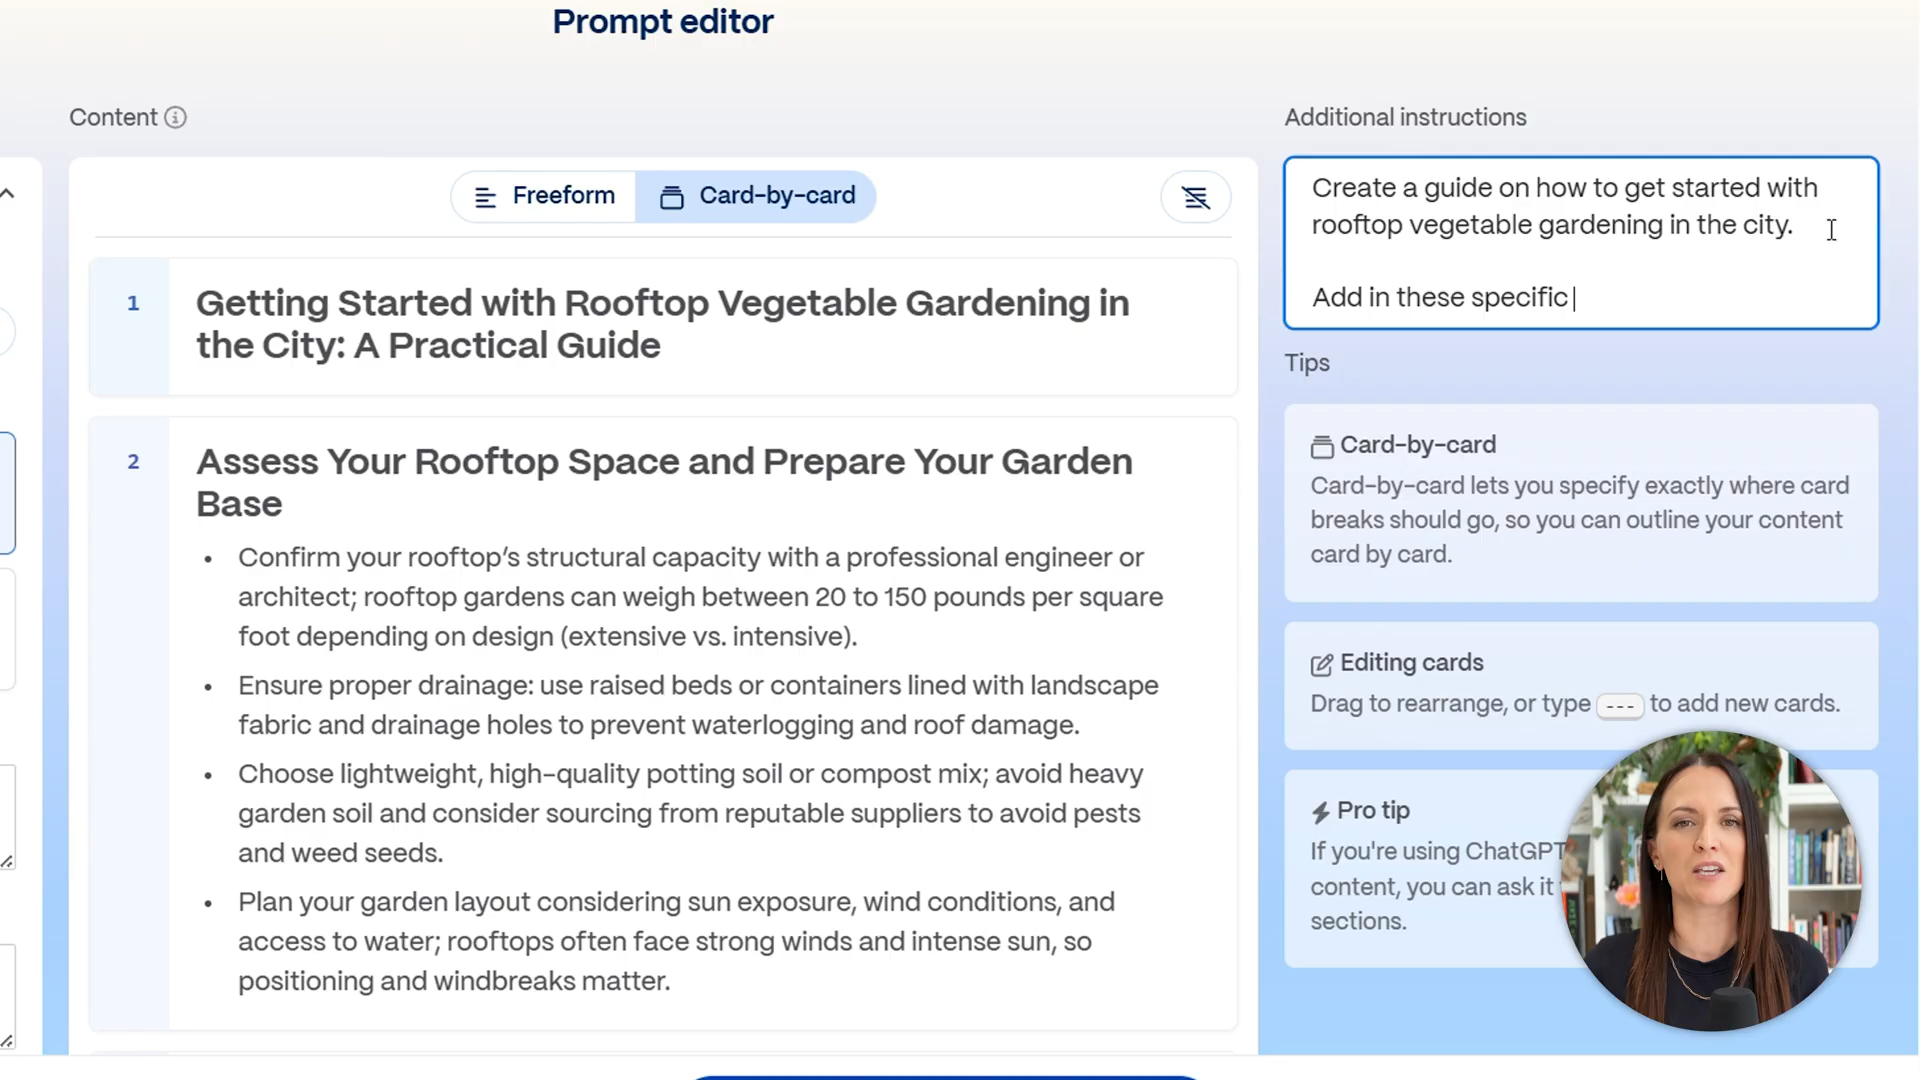 Prompt editor
Content
Additional instructions
Freeform
Card-by-card
Create a guide on how to get started with
rooftop vegetable gardening in the city.
Add in these specific
1
Getting Started with Rooftop Vegetable Gardening in
the City: A Practical Guide
2
Assess Your Rooftop Space and Prepare Your Garden
Base
• Confirm your rooftop’s structural capacity with a professional engineer or
architect; rooftop gardens can weigh between 20 to 150 pounds per square
foot depending on design (extensive vs. intensive).
• Ensure proper drainage: use raised beds or containers lined with landscape
fabric and drainage holes to prevent waterlogging and roof damage.
• Choose lightweight, high-quality potting soil or compost mix; avoid heavy
garden soil and consider sourcing from reputable suppliers to avoid pests
and weed seeds.
• Plan your garden layout considering sun exposure, wind conditions, and
access to water; rooftops often face strong winds and intense sun, so
positioning and windbreaks matter.
Tips
Card-by-card
Card-by-card lets you specify exactly where card
breaks should go, so you can outline your content
card by card.
Editing cards
Drag to rearrange, or type --- to add new cards.
Pro tip
If you're using ChatGPT
content, you can ask it
sections.